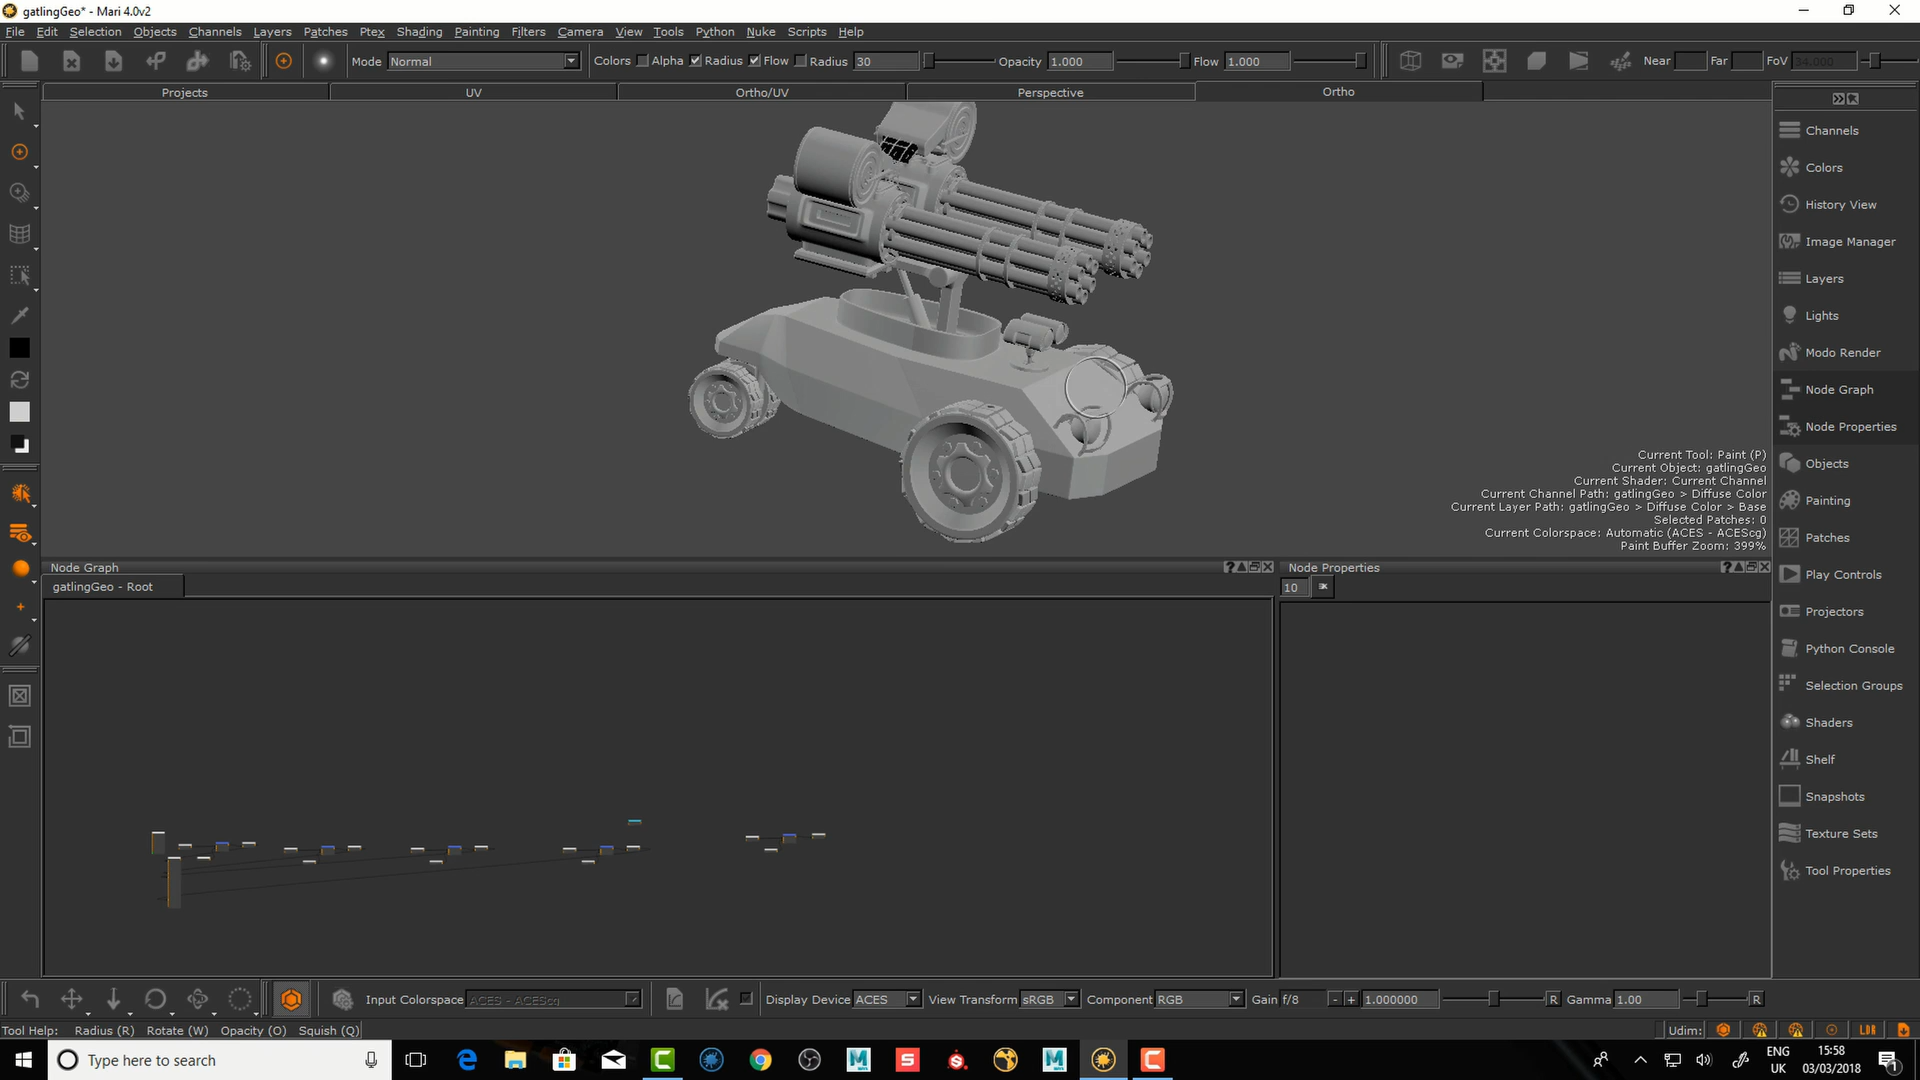 gatlingGeo* - Mari 4.0v2
File Edit Selection Objects Channels Layers Patches Ptex Shading Painting Filters Camera View Tools Python Nuke Scripts Help
Mode Normal Colors Alpha Radius Flow Radius 30 Opacity 1.000 Flow 1.000 Near Far FoV 34.000
Projects UV Ortho/UV Perspective Ortho
Channels
Colors
History View
Image Manager
Layers
Lights
Modo Render
Node Graph
Node Properties
Objects
Painting
Patches
Play Controls
Projectors
Python Console
Selection Groups
Shaders
Shelf
Snapshots
Texture Sets
Tool Properties
Current Tool: Paint (P)
Current Object: gatlingGeo
Current Shader: Current Channel
Current Channel Path: gatlingGeo > Diffuse Color
Current Layer Path: gatlingGeo > Diffuse Color > Base
Selected Patches: 0
Current Colorspace: Automatic (ACES - ACEScg)
Paint Buffer Zoom: 399%
Node Graph
gatlingGeo - Root
Node Properties
10
Input Colorspace ACES - ACEScg Display Device ACES View Transform sRGB Component RGB Gain f/8 - + 1.000000 R Gamma 1.00 R
Tool Help: Radius (R) Rotate (W) Opacity (O) Squish (Q)
Udim: LDR
Type here to search
ENG
UK
15:58
03/03/2018
1